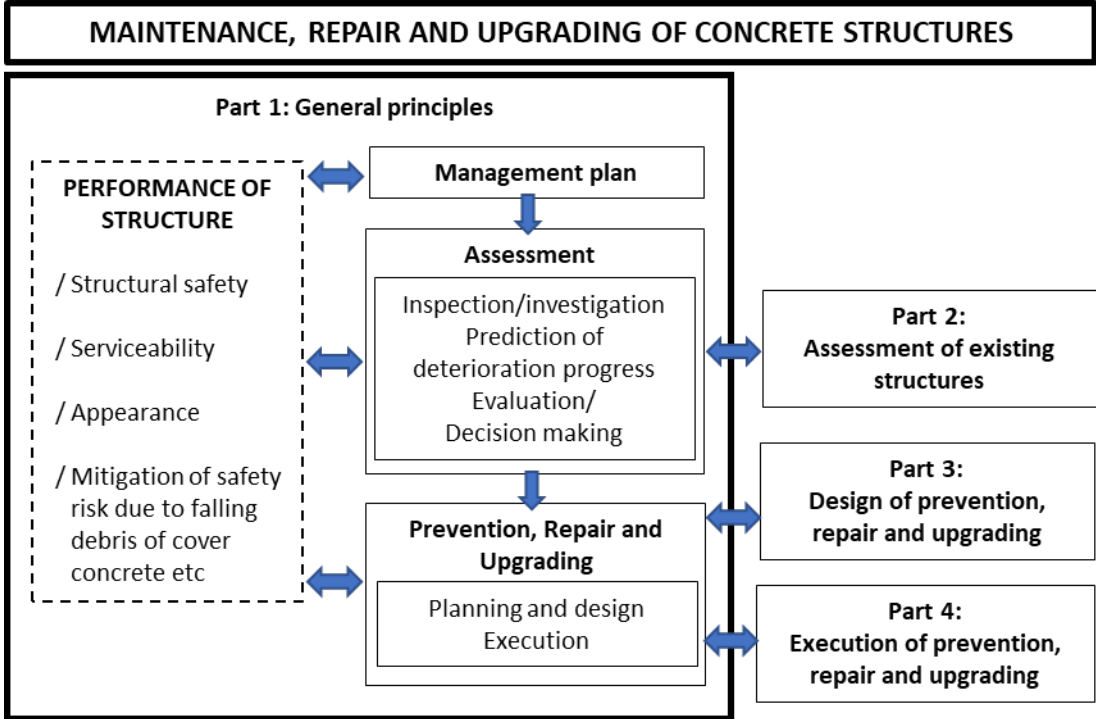 MAINTENANCE, REPAIR AND UPGRADING OF CONCRETE STRUCTURES
Part 1: General principles
PERFORMANCE OF
STRUCTURE
/ Structural safety
/ Serviceability
/ Appearance
/ Mitigation of safety
risk due to falling
debris of cover
concrete etc
Management plan
Assessment
Inspection/investigation
Prediction of
deterioration progress
Evaluation/
Decision making
Prevention, Repair and
Upgrading
Planning and design
Execution
Part 2:
Assessment of existing
structures
Part 3:
Design of prevention,
repair and upgrading
Part 4:
Execution of prevention,
repair and upgrading